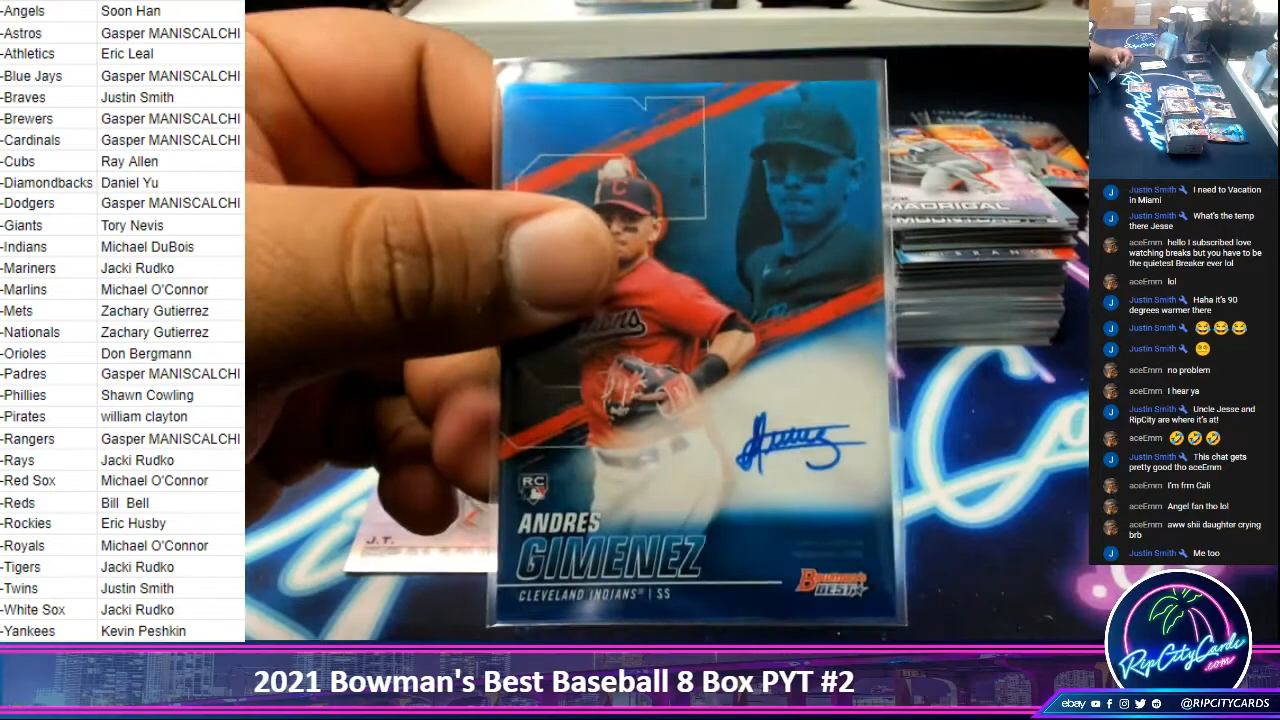 -Angels Soon Han
-Astros Gasper MANISCALCHI
-Athletics Eric Leal
-Blue Jays Gasper MANISCALCHI
-Braves Justin Smith
-Brewers Gasper MANISCALCHI
-Cardinals Gasper MANISCALCHI
-Cubs Ray Allen
-Diamondbacks Daniel Yu
-Dodgers Gasper MANISCALCHI
-Giants Tory Nevis
-Indians Michael DuBois
-Mariners Jacki Rudko
-Marlins Michael O'Connor
-Mets Zachary Gutierrez
-Nationals Zachary Gutierrez
-Orioles Don Bergmann
-Padres Gasper MANISCALCHI
-Phillies Shawn Cowling
-Pirates william clayton
-Rangers Gasper MANISCALCHI
-Rays Jacki Rudko
-Red Sox Michael O'Connor
-Reds Bill Bell
-Rockies Eric Husby
-Royals Michael O'Connor
-Tigers Jacki Rudko
-Twins Justin Smith
-White Sox Jacki Rudko
-Yankees Kevin Peshkin
C
RC
ANDRES
GIMENEZ
CLEVELAND INDIANS | SS
BOWMAN'S
BEST
MADRIGAL
J.T.
J Justin Smith I need to Vacation
in Miami
J Justin Smith What's the temp
there Jesse
aceEmm hello I subscribed love
watching breaks but you have to be
the quietest Breaker ever lol
aceEmm lol
J Justin Smith Haha it's 90
degrees warmer there
J Justin Smith 😂😂😂
J Justin Smith 😵‍💫
aceEmm no problem
aceEmm I hear ya
J Justin Smith Uncle Jesse and
RipCity are where it's at!
aceEmm 🤣🤣🤣
J Justin Smith This chat gets
pretty good tho aceEmm
aceEmm I'm frm Cali
aceEmm Angel fan tho lol
aceEmm aww shii daughter crying
brb
J Justin Smith Me too
RipCityCards
.com
2021 Bowman's Best Baseball 8 Box PYT #2
ebay @RIPCITYCARDS